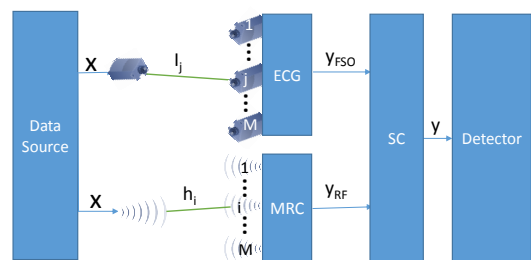 Data
Source
X
I_j
1
j
M
ECG
y_FSO
X
h_i
1
i
M
MRC
y_RF
SC
y
Detector